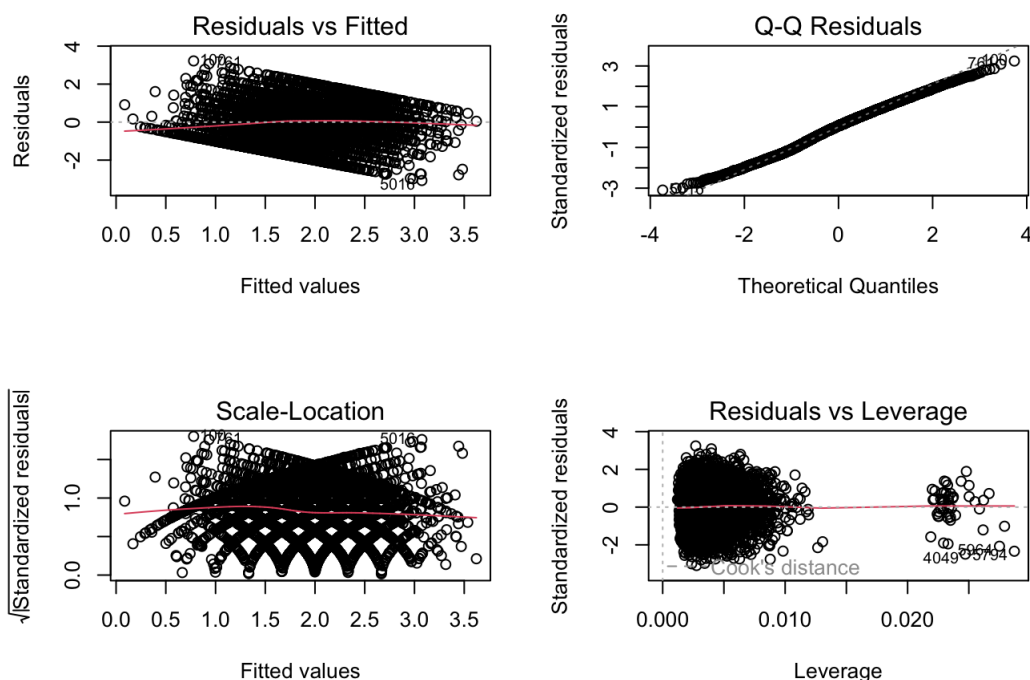 Residuals vs Fitted
Residuals
4
2
0
-2
5016
0.0 0.5 1.0 1.5 2.0 2.5 3.0 3.5
Fitted values
Q-Q Residuals
Standardized residuals
3
1
-1
-3
-4 -2 0 2 4
Theoretical Quantiles
Scale-Location
√|Standardized residuals|
1.0
0.0
5016
0.0 0.5 1.0 1.5 2.0 2.5 3.0 3.5
Fitted values
Residuals vs Leverage
Standardized residuals
4
2
0
-2
4049
5794
Cook's distance
0.000 0.010 0.020
Leverage